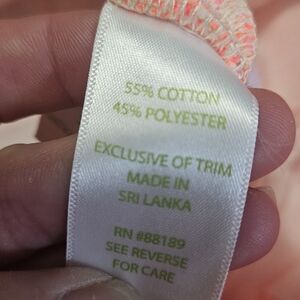 55% COTTON
45% POLYESTER
EXCLUSIVE OF TRIM
MADE IN
SRI LANKA
RN #88189
SEE REVERSE
FOR CARE